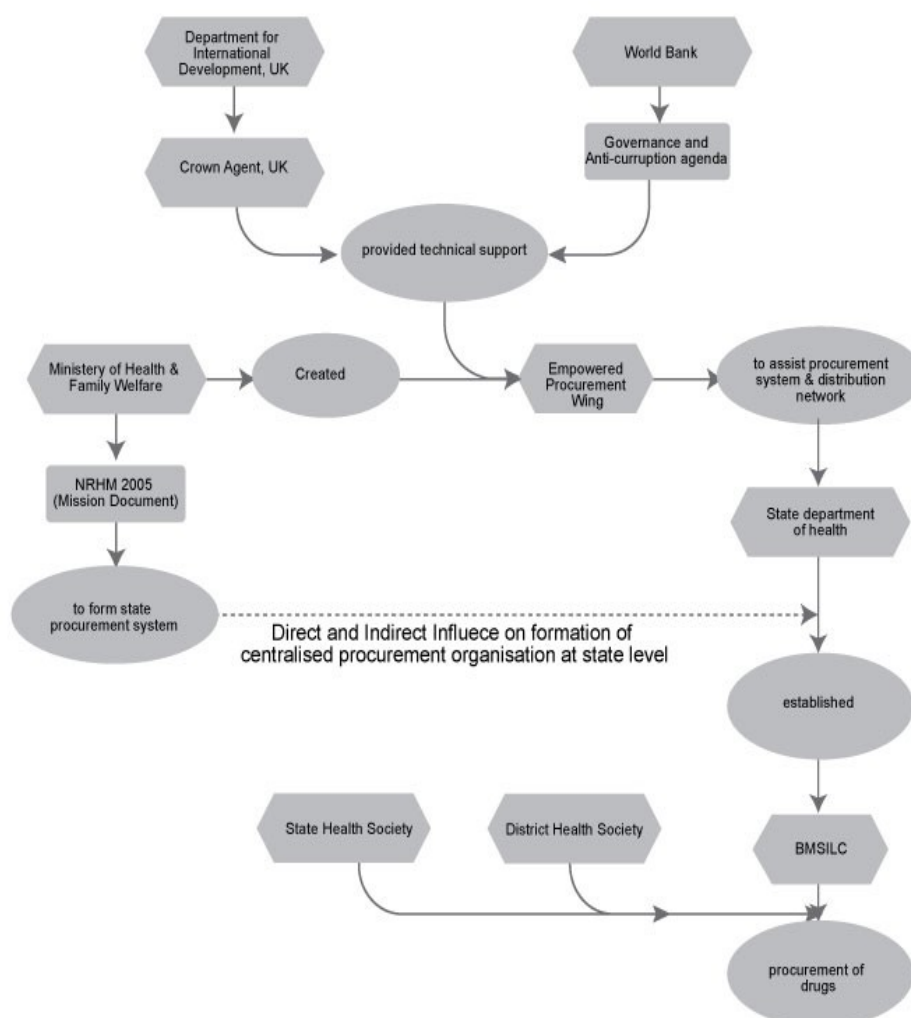 Department for
International
Development, UK
World Bank
Crown Agent, UK
Governance and
Anti-curruption agenda
provided technical support
Ministry of Health &
Family Welfare
Created
Empowered
Procurement
Wing
to assist procurement
system & distribution
network
NRHM 2005
(Mission Document)
State department
of health
to form state
procurement system
Direct and Indirect Influece on formation of
centralised procurement organisation at state level
established
State Health Society
District Health Society
BMSILC
procurement of
drugs